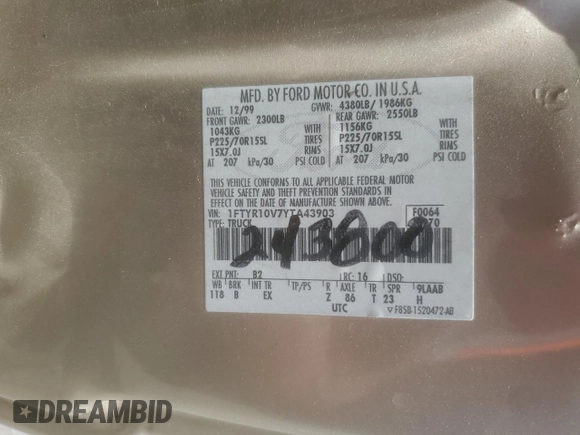 MFD. BY FORD MOTOR CO. IN U.S.A.
DATE: 12/99 GVWR: 4380LB/ 1986KG
FRONT GAWR: 2300LB REAR GAWR: 2550LB
1043KG WITH 1156KG WITH
P225/70R15SL TIRES P225/70R15SL TIRES
15X7.0J RIMS 15X7.0J RIMS
AT 207 kPa/30 PSI COLD AT 207 kPa/30 PSI COLD
THIS VEHICLE CONFORMS TO ALL APPLICABLE FEDERAL MOTOR
VEHICLE SAFETY AND THEFT PREVENTION STANDARDS IN
EFFECT ON THE DATE OF MANUFACTURE SHOWN ABOVE
VIN: 1FTYR10V7YTA43903 F0064
TYPE: TRUCK
243000
EXT PNT: B2 RC: 16 DSO:
WB BRK INT TR TP/PS R AXLE TR SPR 9LAAB
118 B EX Z 86 T 23 H
UTC F85B-1520472-AB
DREAMBID